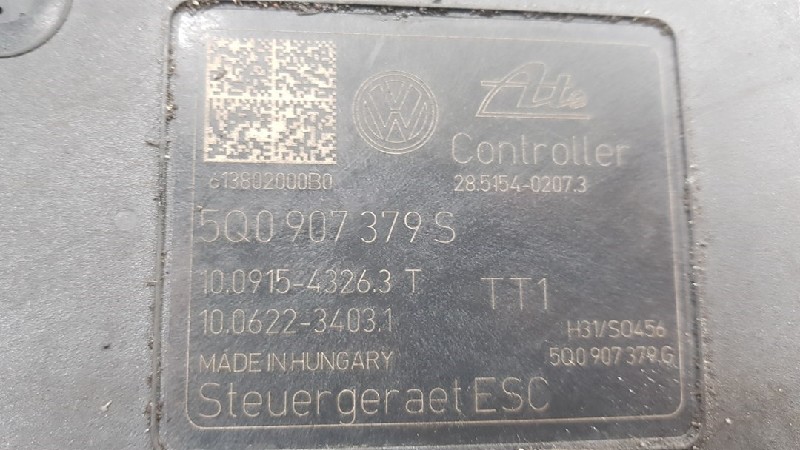 Ate
Controller
28.5154-0207.3
613802000B0
5Q0 907 379 S
10.0915-4326.3 T
TT1
10.0622-3403.1
H31/S0456
MADE IN HUNGARY
5Q0 907 379 G
Steuergeraet ESC